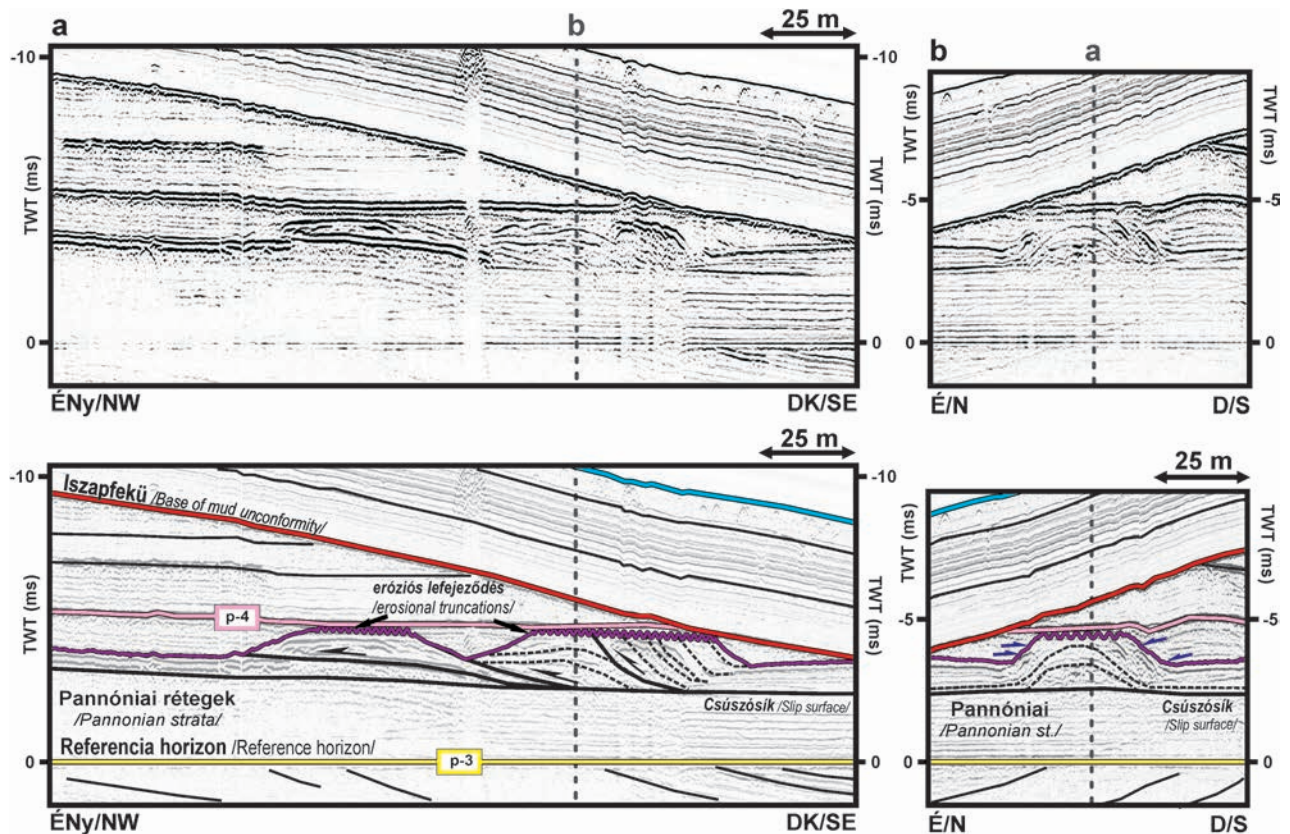 a
b
25 m
-10
-10
TWT (ms)
TWT (ms)
0
0
ÉNy/NW
DK/SE
b
a
25 m
TWT (ms)
TWT (ms)
-5
-5
0
0
É/N
D/S
25 m
-10
-10
Iszapfekü /Base of mud unconformity/
eróziós lefejeződés
/erosional truncations/
p-4
TWT (ms)
TWT (ms)
Pannóniai rétegek
/Pannonian strata/
Csúszósík /Slip surface/
Referencia horizon /Reference horizon/
p-3
0
0
ÉNy/NW
DK/SE
25 m
TWT (ms)
TWT (ms)
-5
-5
Pannóniai
/Pannonian st./
Csúszósík
/Slip surface/
0
0
É/N
D/S